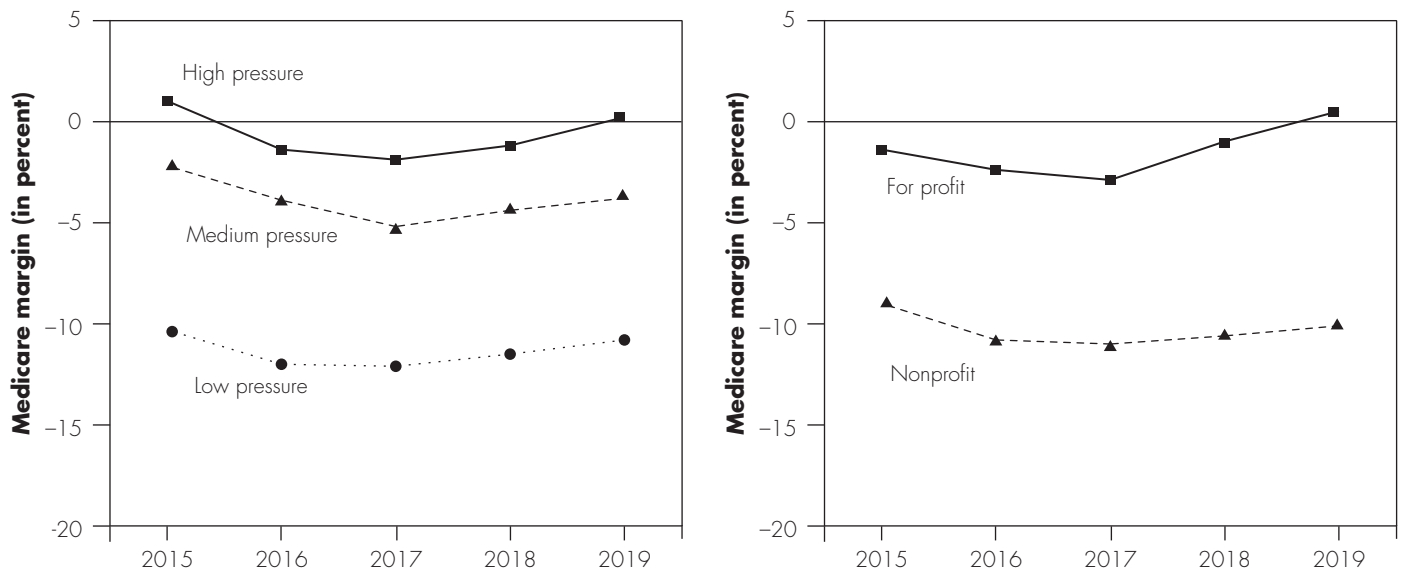 Medicare margin (in percent)
5
0
–5
–10
–15
-20
High pressure
Medium pressure
Low pressure
2015 2016 2017 2018 2019
Medicare margin (in percent)
5
0
–5
–10
–15
–20
For profit
Nonprofit
2015 2016 2017 2018 2019